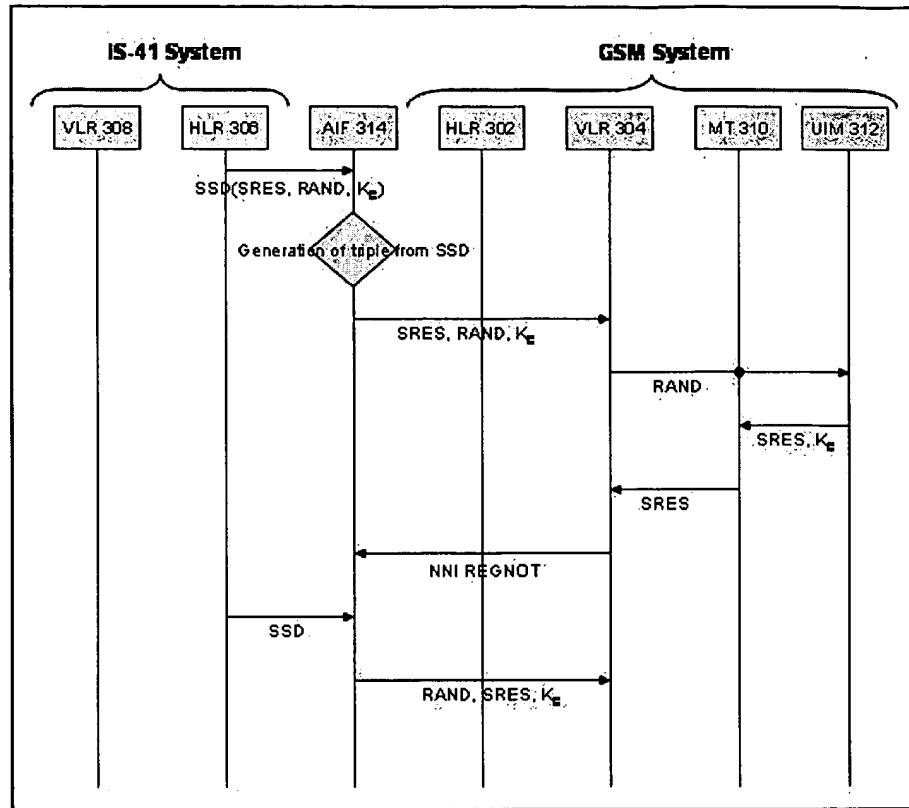 IS-41 System
GSM System
VLR 308
HLR 306
AIF 314
HLR 302
VLR 304
MT 310
UIM 312
SSD(SRES, RAND, Kc)
Generation of triple from SSD
SRES, RAND, Kc
RAND
SRES, Kc
SRES
NNI REGNOT
SSD
RAND, SRES, Kc